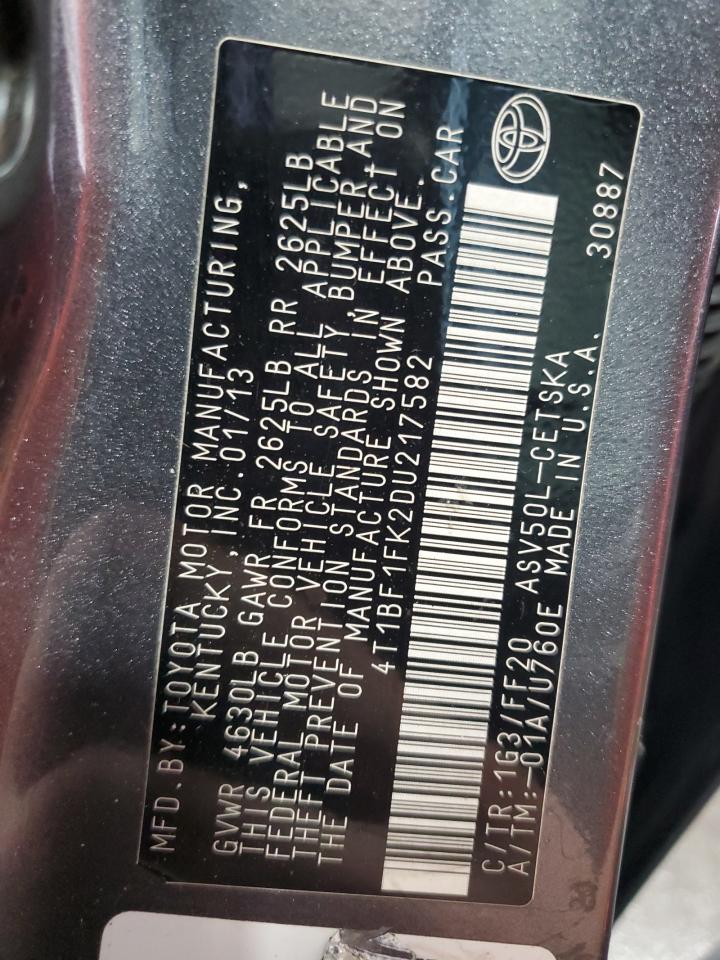 MFD.BY:TOYOTA MOTOR MANUFACTURING,
KENTUCKY,INC.01/13
GVWR 4630LB GAWR FR 2625LB RR 2625LB
THIS VEHICLE CONFORMS TO ALL APPLICABLE
FEDERAL MOTOR VEHICLE SAFETY,BUMPER,AND
THEFT PREVENTION STANDARDS IN EFFECT ON
THE DATE OF MANUFACTURE SHOWN ABOVE.
4T1BF1FK2DU217582 PASS.CAR
C/TR:1G3/FF20 ASV50L-CETSKA
A/TM:-01A/U760E MADE IN U.S.A. 30887